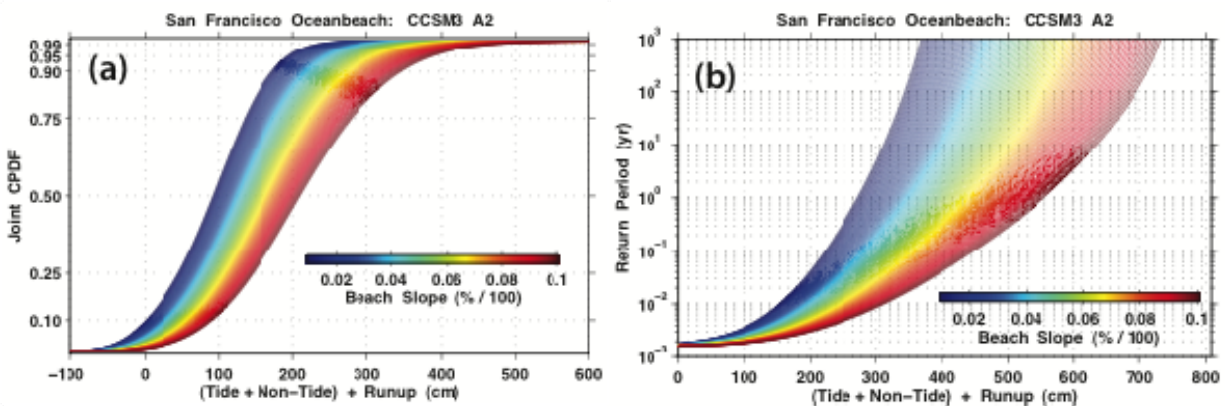 San Francisco Oceanbeach: CCSM3 A2
(a)
Joint CPDF
0.99
0.95
0.90
0.75
0.50
0.25
0.10
0.02 0.04 0.06 0.08 0.1
Beach Slope (% / 100)
-100 0 100 200 300 400 500 600
(Tide + Non-Tide) + Runup (cm)
San Francisco Oceanbeach: CCSM3 A2
(b)
Return Period (yr)
10³
10²
10¹
10⁰
10⁻¹
10⁻²
10⁻³
0.02 0.04 0.06 0.08 0.1
Beach Slope (% / 100)
0 100 200 300 400 500 600 700 800
(Tide + Non-Tide) + Runup (cm)